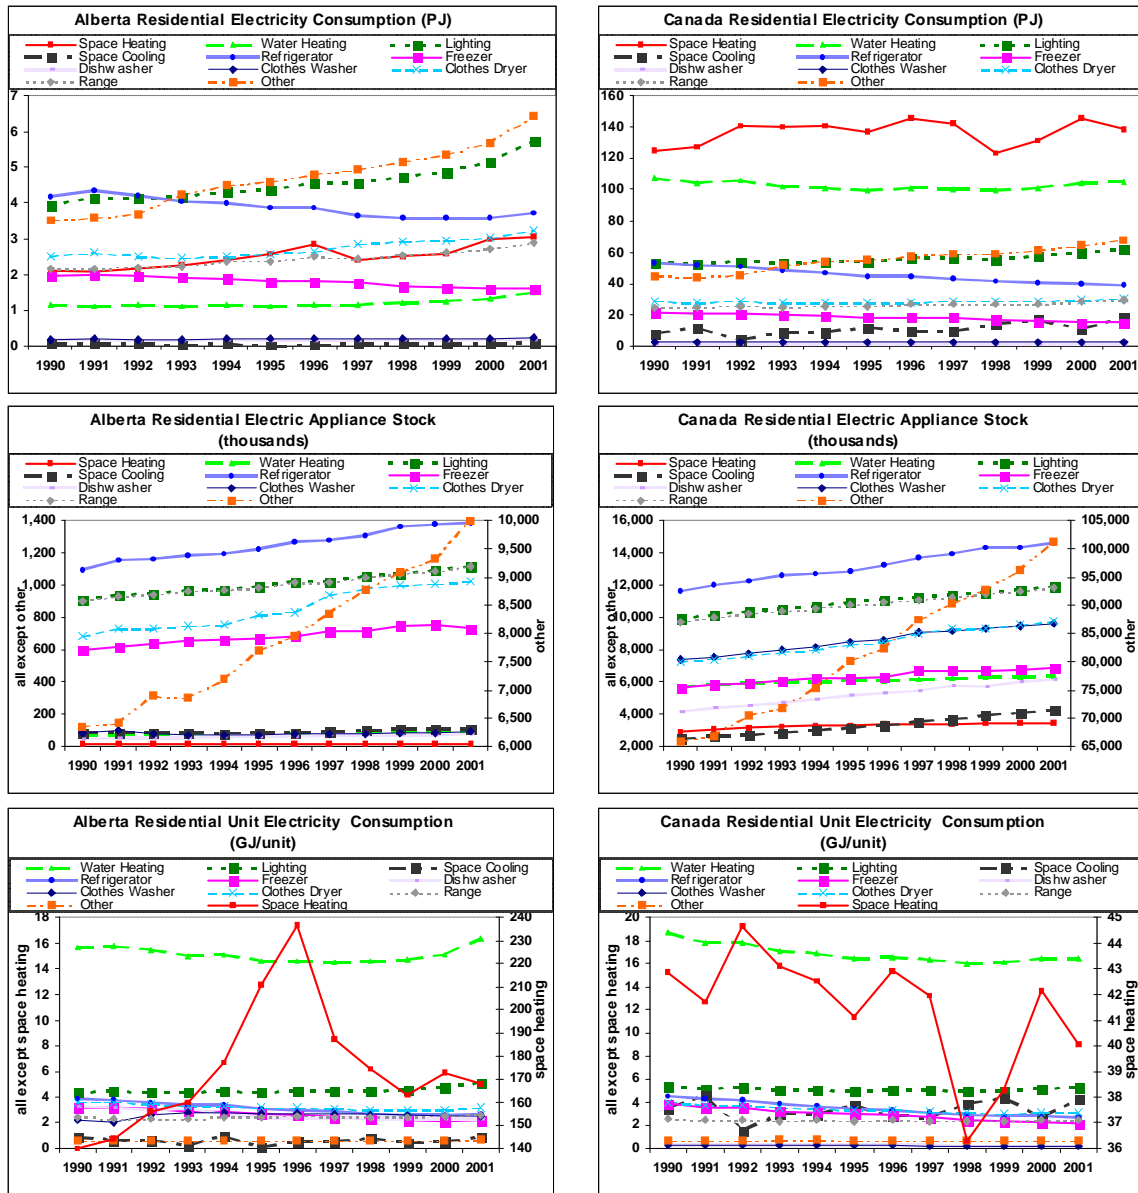 Alberta Residential Electricity Consumption (PJ)
Space Heating Water Heating Lighting
Space Cooling Refrigerator Freezer
Dishw asher Clothes Washer Clothes Dryer
Range Other
7
6
5
4
3
2
1
0
1990 1991 1992 1993 1994 1995 1996 1997 1998 1999 2000 2001
Canada Residential Electricity Consumption (PJ)
Space Heating Water Heating Lighting
Space Cooling Refrigerator Freezer
Dishw asher Clothes Washer Clothes Dryer
Range Other
160
140
120
100
80
60
40
20
0
1990 1991 1992 1993 1994 1995 1996 1997 1998 1999 2000 2001
Alberta Residential Electric Appliance Stock
(thousands)
Space Heating Water Heating Lighting
Space Cooling Refrigerator Freezer
Dishw asher Clothes Washer Clothes Dryer
Range Other
all except other
1,400 10,000
1,200 9,500
9,000
1,000 8,500
800 8,000
600 7,500
400 7,000
200 6,500
0 6,000
other
1990 1991 1992 1993 1994 1995 1996 1997 1998 1999 2000 2001
Canada Residential Electric Appliance Stock
(thousands)
Space Heating Water Heating Lighting
Space Cooling Refrigerator Freezer
Dishw asher Clothes Washer Clothes Dryer
Range Other
all except other
16,000 105,000
14,000 100,000
12,000 95,000
10,000 90,000
85,000
8,000 80,000
6,000 75,000
4,000 70,000
2,000 65,000
other
1990 1991 1992 1993 1994 1995 1996 1997 1998 1999 2000 2001
Alberta Residential Unit Electricity Consumption
(GJ/unit)
Water Heating Lighting Space Cooling
Refrigerator Freezer Dishw asher
Clothes Washer Clothes Dryer Range
Other Space Heating
all except space heating
18 240
16 230
14 220
12 210
10 200
190
8 180
6 170
4 160
2 150
0 140
space heating
1990 1991 1992 1993 1994 1995 1996 1997 1998 1999 2000 2001
Canada Residential Unit Electricity Consumption
(GJ/unit)
Water Heating Lighting Space Cooling
Refrigerator Freezer Dishw asher
Clothes Washer Clothes Dryer Range
Other Space Heating
all except space heating
20 45
18 44
16 43
14 42
12 41
10
8 40
6 39
4 38
2 37
0 36
space heating
1990 1991 1992 1993 1994 1995 1996 1997 1998 1999 2000 2001